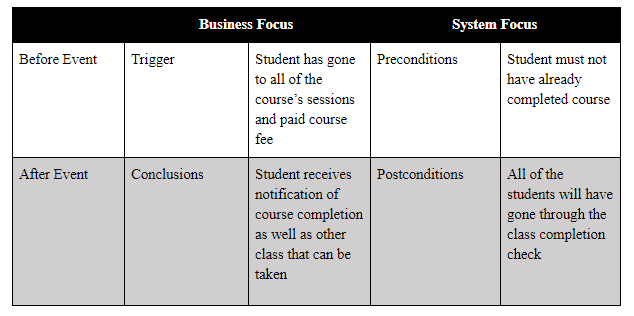 Business Focus
System Focus
Before Event
Trigger
Student has gone
to all of the
course's sessions
and paid course
fee
Preconditions
Student must not
have already
completed course
After Event
Conclusions
Student receives
notification of
course completion
as well as other
class that can be
taken
Postconditions
All of the
students will have
gone through the
class completion
check